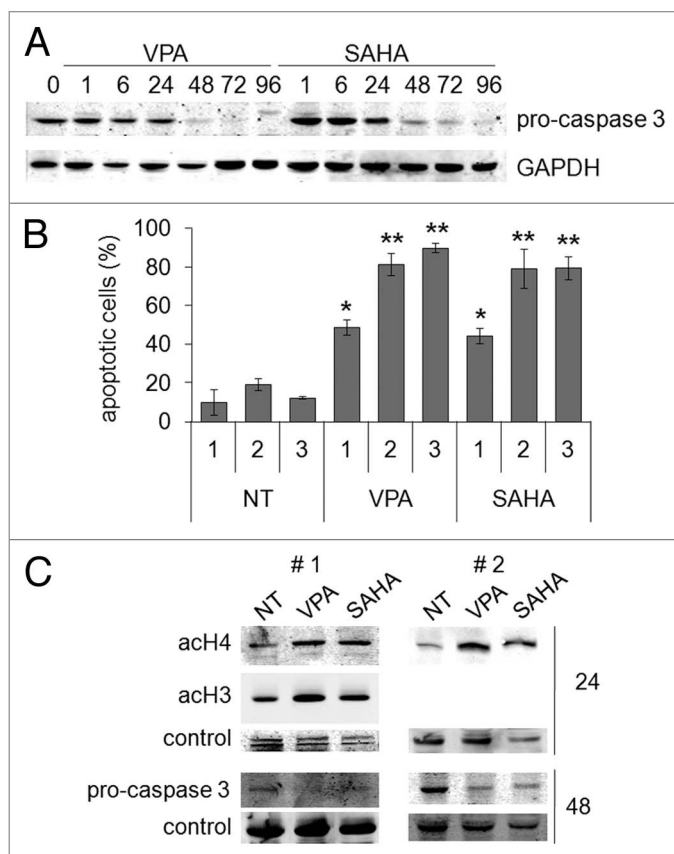 A
VPA SAHA
0 1 6 24 48 72 96 1 6 24 48 72 96
pro-caspase 3
GAPDH
B
apoptotic cells (%)
100
80
60
40
20
0
* ** ** * ** **
1 2 3 1 2 3 1 2 3
NT VPA SAHA
C
# 1 # 2
NT VPA SAHA NT VPA SAHA
acH4
acH3
24
control
pro-caspase 3
48
control